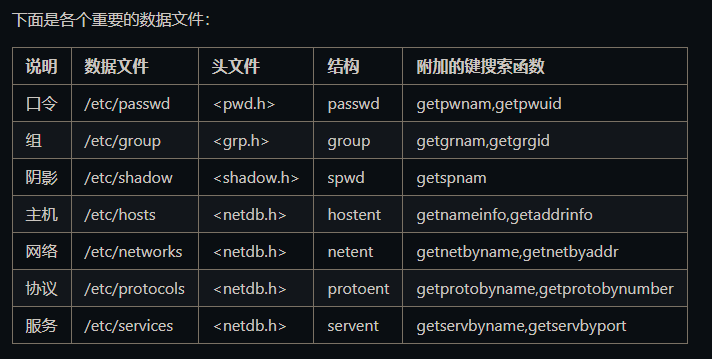 下面是各个重要的数据文件：
说明 数据文件 头文件 结构 附加的键搜索函数
口令 /etc/passwd <pwd.h> passwd getpwnam,getpwuid
组 /etc/group <grp.h> group getgrnam,getgrgid
阴影 /etc/shadow <shadow.h> spwd getspnam
主机 /etc/hosts <netdb.h> hostent getnameinfo,getaddrinfo
网络 /etc/networks <netdb.h> netent getnetbyname,getnetbyaddr
协议 /etc/protocols <netdb.h> protoent getprotobyname,getprotobynumber
服务 /etc/services <netdb.h> servent getservbyname,getservbyport